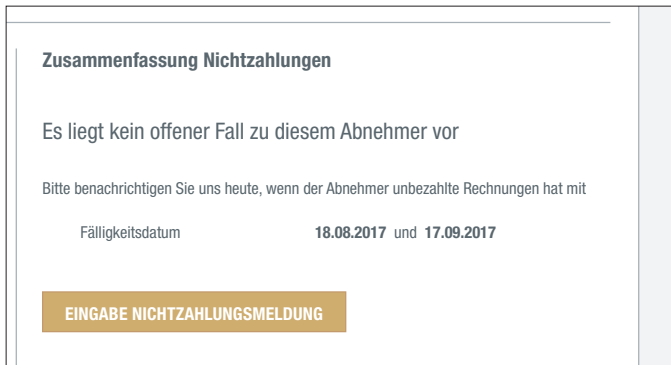 Zusammenfassung Nichtzahlungen
Es liegt kein offener Fall zu diesem Abnehmer vor
Bitte benachrichtigen Sie uns heute, wenn der Abnehmer unbezahlte Rechnungen hat mit
Fälligkeitsdatum 18.08.2017 und 17.09.2017
EINGABE NICHTZAHLUNGSMELDUNG